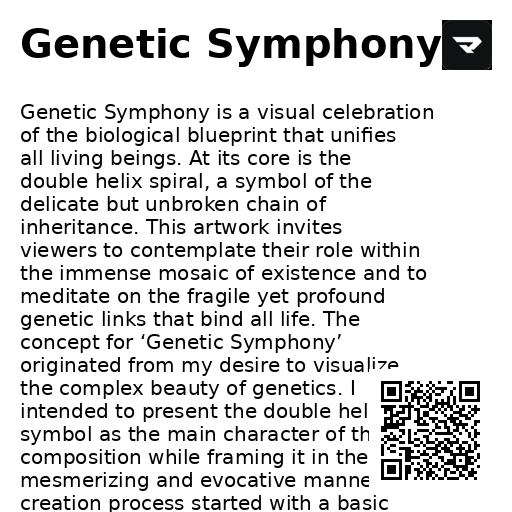 Genetic Symphony
Genetic Symphony is a visual celebration
of the biological blueprint that unifies
all living beings. At its core is the
double helix spiral, a symbol of the
delicate but unbroken chain of
inheritance. This artwork invites
viewers to contemplate their role within
the immense mosaic of existence and to
meditate on the fragile yet profound
genetic links that bind all life. The
concept for ‘Genetic Symphony’
originated from my desire to visualize
the complex beauty of genetics. I
intended to present the double hel
symbol as the main character of th
composition while framing it in the
mesmerizing and evocative manne
creation process started with a basic